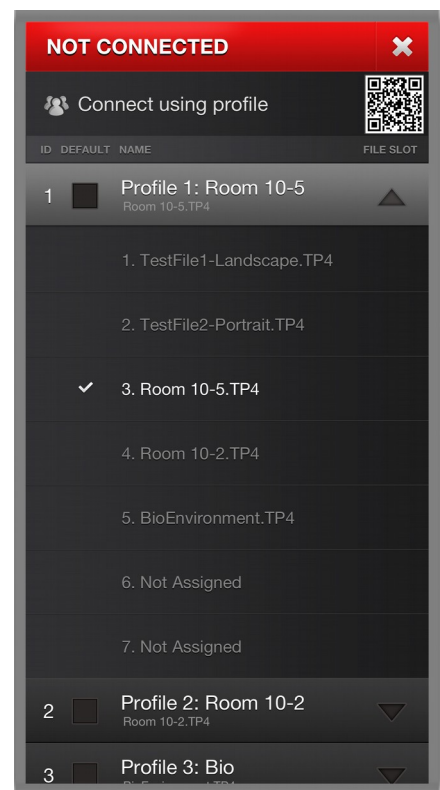 NOT CONNECTED
Connect using profile
ID DEFAULT NAME FILE SLOT
1 Profile 1: Room 10-5
Room 10-5.TP4
1. TestFile1-Landscape.TP4
2. TestFile2-Portrait.TP4
3. Room 10-5.TP4
4. Room 10-2.TP4
5. BioEnvironment.TP4
6. Not Assigned
7. Not Assigned
2 Profile 2: Room 10-2
Room 10-2.TP4
3 Profile 3: Bio